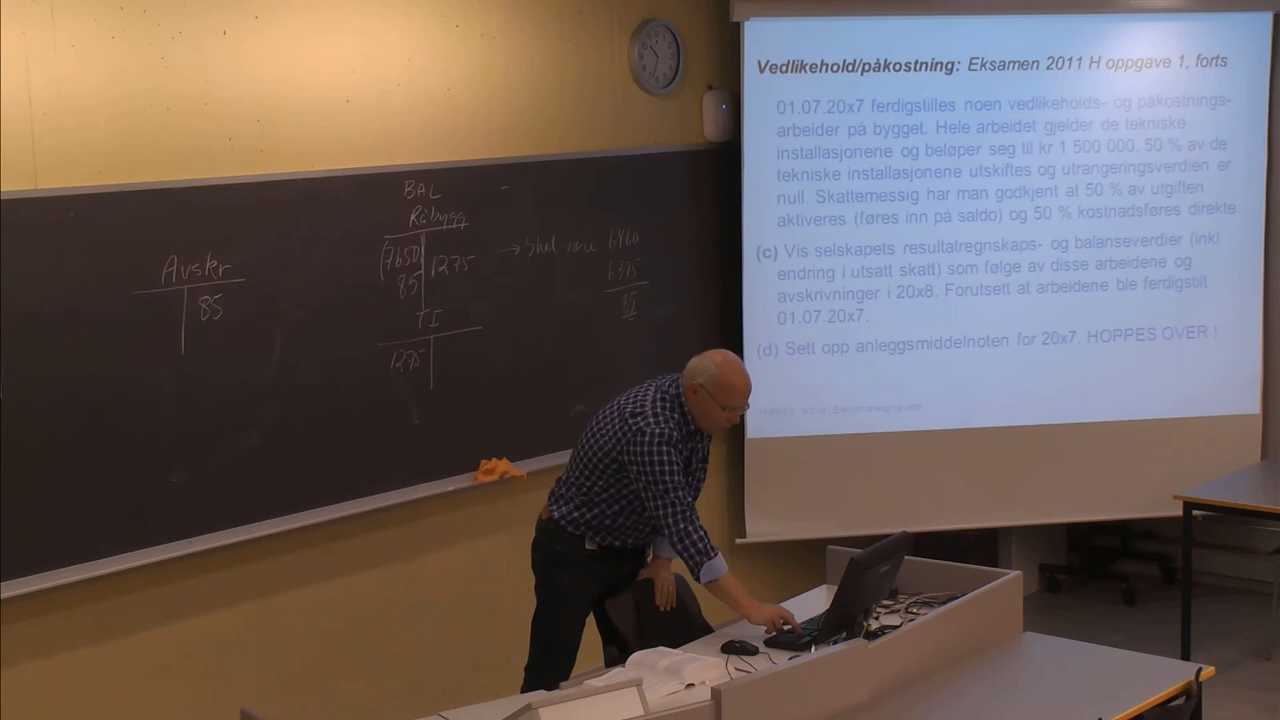 BAL
Råbygg
(7650) 1275 → Skal være 6460
85
6375
85
TI
1275
Avskr
85
Vedlikehold/påkostning: Eksamen 2011 H oppgave 1, forts
01.07.20x7 ferdigstilles noen vedlikeholds- og påkostnings-
arbeider på bygget. Hele arbeidet gjelder de tekniske
installasjonene og beløper seg til kr 1 500 000. 50 % av de
tekniske installasjonene utskiftes og utrangeringsverdien er
null. Skattemessig har man godkjent at 50 % av utgiften
aktiveres (føres inn på saldo) og 50 % kostnadsføres direkte.
(c) Vis selskapets resultatregnskaps- og balanseverdier (inkl
endring i utsatt skatt) som følge av disse arbeidene og
avskrivninger i 20x8. Forutsett at arbeidene ble ferdigstilt
01.07.20x7.
(d) Sett opp anleggsmiddelnoten for 20x7. HOPPES OVER !